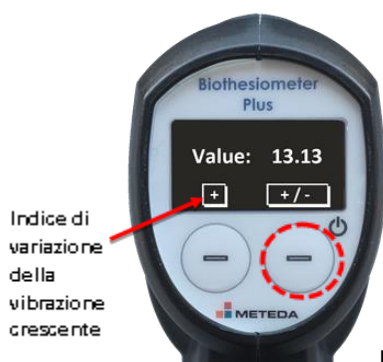 Biothesiometer
Plus
Value: 13.13
+
+ / -
Indice di
variazione
della
vibrazione
crescente
METEDA